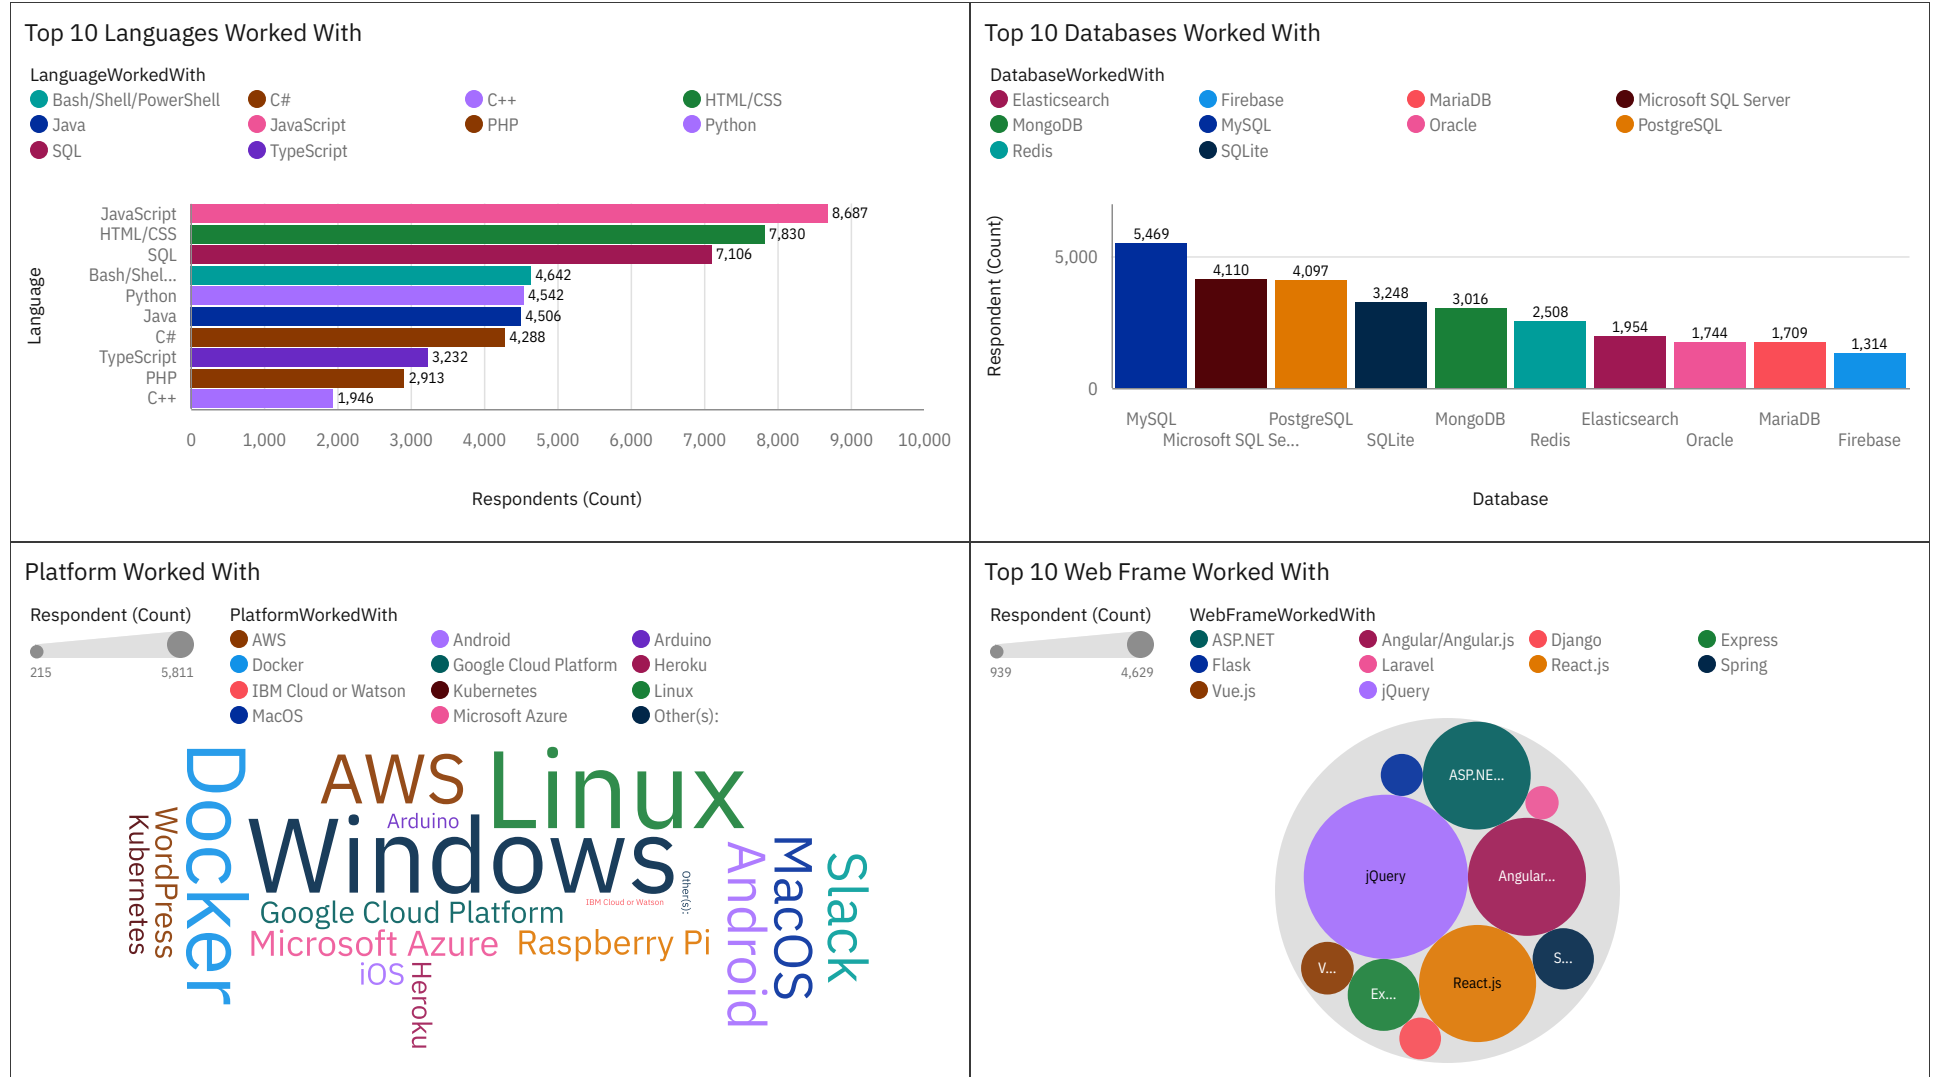 Top 10 Languages Worked With
LanguageWorkedWith
Bash/Shell/PowerShell C# C++ HTML/CSS
Java JavaScript PHP Python
SQL TypeScript
Language
JavaScript 8,687
HTML/CSS 7,830
SQL 7,106
Bash/Shel... 4,642
Python 4,542
Java 4,506
C# 4,288
TypeScript 3,232
PHP 2,913
C++ 1,946
0 1,000 2,000 3,000 4,000 5,000 6,000 7,000 8,000 9,000 10,000
Respondents (Count)
Top 10 Databases Worked With
DatabaseWorkedWith
Elasticsearch Firebase MariaDB Microsoft SQL Server
MongoDB MySQL Oracle PostgreSQL
Redis SQLite
Respondent (Count)
5,000
0
5,469 4,110 4,097 3,248 3,016 2,508 1,954 1,744 1,709 1,314
MySQL PostgreSQL MongoDB Elasticsearch MariaDB
Microsoft SQL Se... SQLite Redis Oracle Firebase
Database
Platform Worked With
Respondent (Count)
215 5,811
PlatformWorkedWith
AWS Android Arduino
Docker Google Cloud Platform Heroku
IBM Cloud or Watson Kubernetes Linux
MacOS Microsoft Azure Other(s):
Kubernetes
WordPress
Docker
AWS
Linux
Arduino
Windows
Other(s):
IBM Cloud or Watson
Google Cloud Platform
Microsoft Azure
Raspberry Pi
iOS
Heroku
Android
MacOS
Slack
Top 10 Web Frame Worked With
Respondent (Count)
939 4,629
WebFrameWorkedWith
ASP.NET Angular/Angular.js Django Express
Flask Laravel React.js Spring
Vue.js jQuery
ASP.NE...
jQuery
Angular...
V...
S...
Ex...
React.js